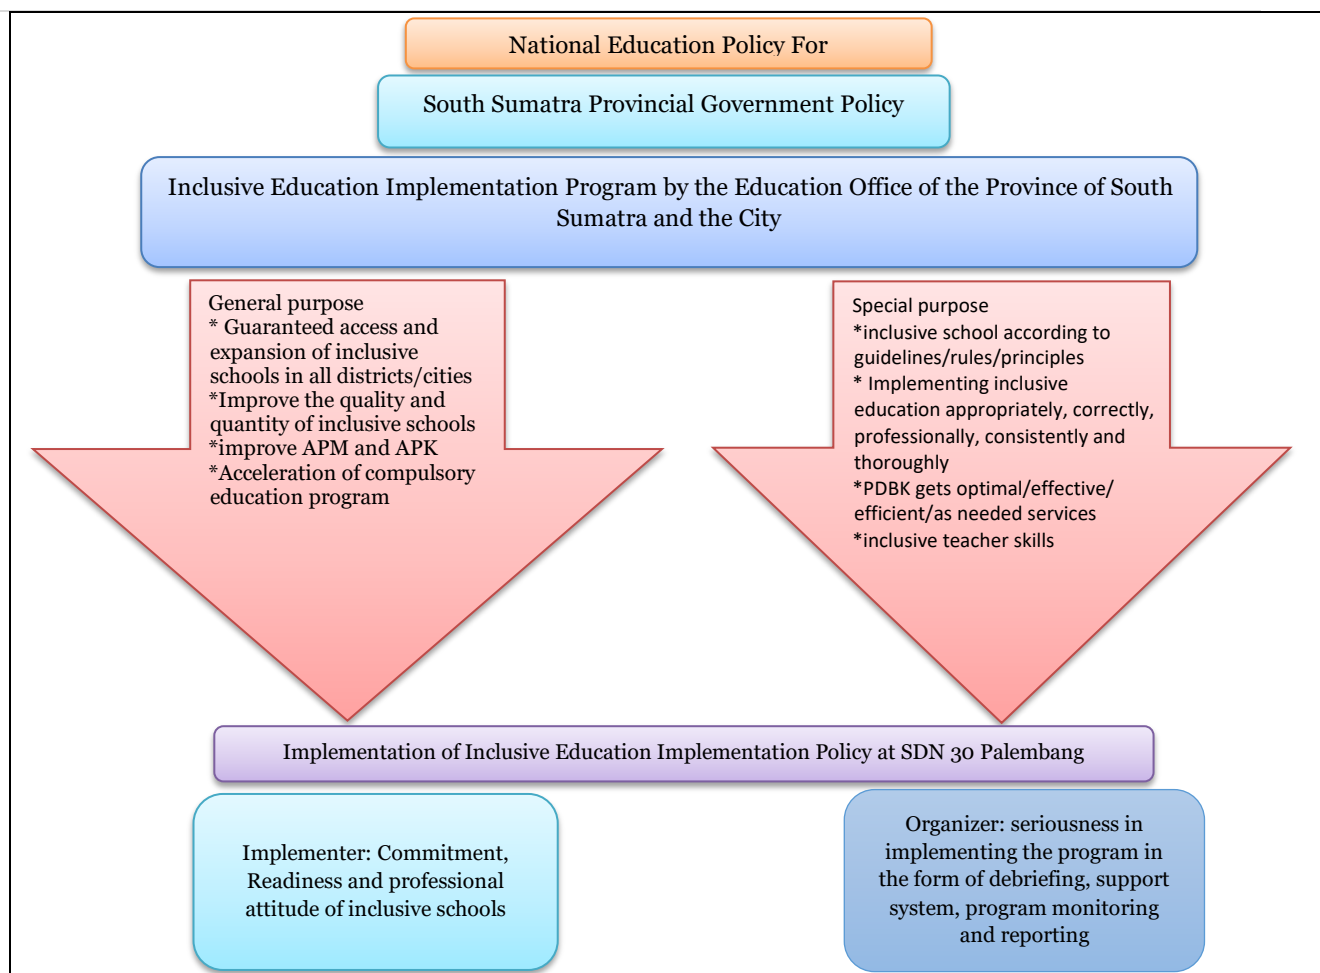 National Education Policy For
South Sumatra Provincial Government Policy
Inclusive Education Implementation Program by the Education Office of the Province of South
Sumatra and the City
General purpose
* Guaranteed access and
expansion of inclusive
schools in all districts/cities
*Improve the quality and
quantity of inclusive schools
*improve APM and APK
*Acceleration of compulsory
education program
Special purpose
*inclusive school according to
guidelines/rules/principles
* Implementing inclusive
education appropriately, correctly,
professionally, consistently and
thoroughly
*PDBK gets optimal/effective/
efficient/as needed services
*inclusive teacher skills
Implementation of Inclusive Education Implementation Policy at SDN 30 Palembang
Implementer: Commitment,
Readiness and professional
attitude of inclusive schools
Organizer: seriousness in
implementing the program in
the form of debriefing, support
system, program monitoring
and reporting